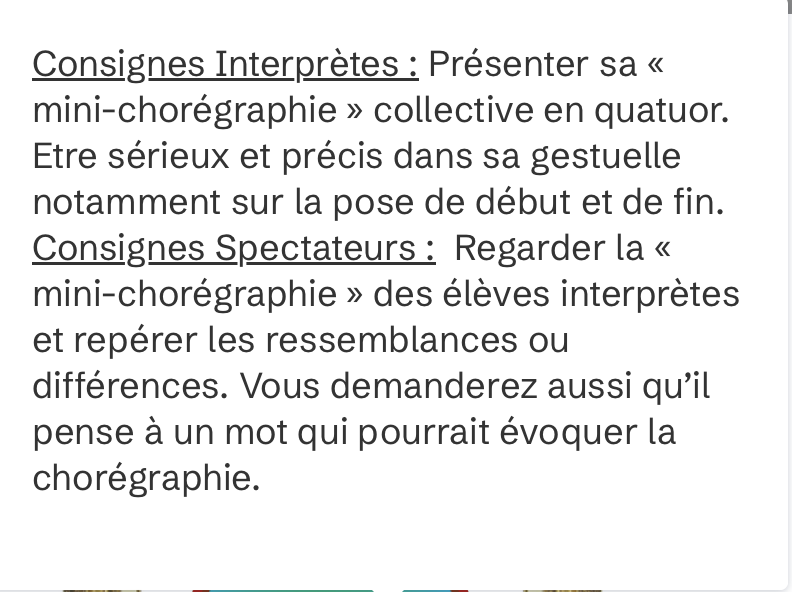 Consignes Interprètes : Présenter sa «
mini-chorégraphie » collective en quatuor.
Etre sérieux et précis dans sa gestuelle
notamment sur la pose de début et de fin.
Consignes Spectateurs :  Regarder la «
mini-chorégraphie » des élèves interprètes
et repérer les ressemblances ou
différences. Vous demanderez aussi qu’il
pense à un mot qui pourrait évoquer la
chorégraphie.